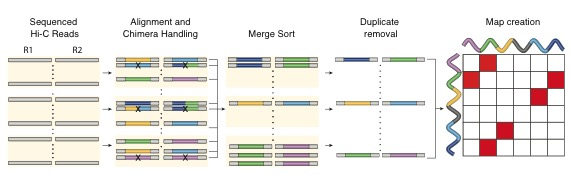 Sequenced
Hi-C Reads
R1 R2
Alignment and
Chimera Handling
X X
X X
X X
Merge Sort
Duplicate
removal
Map creation